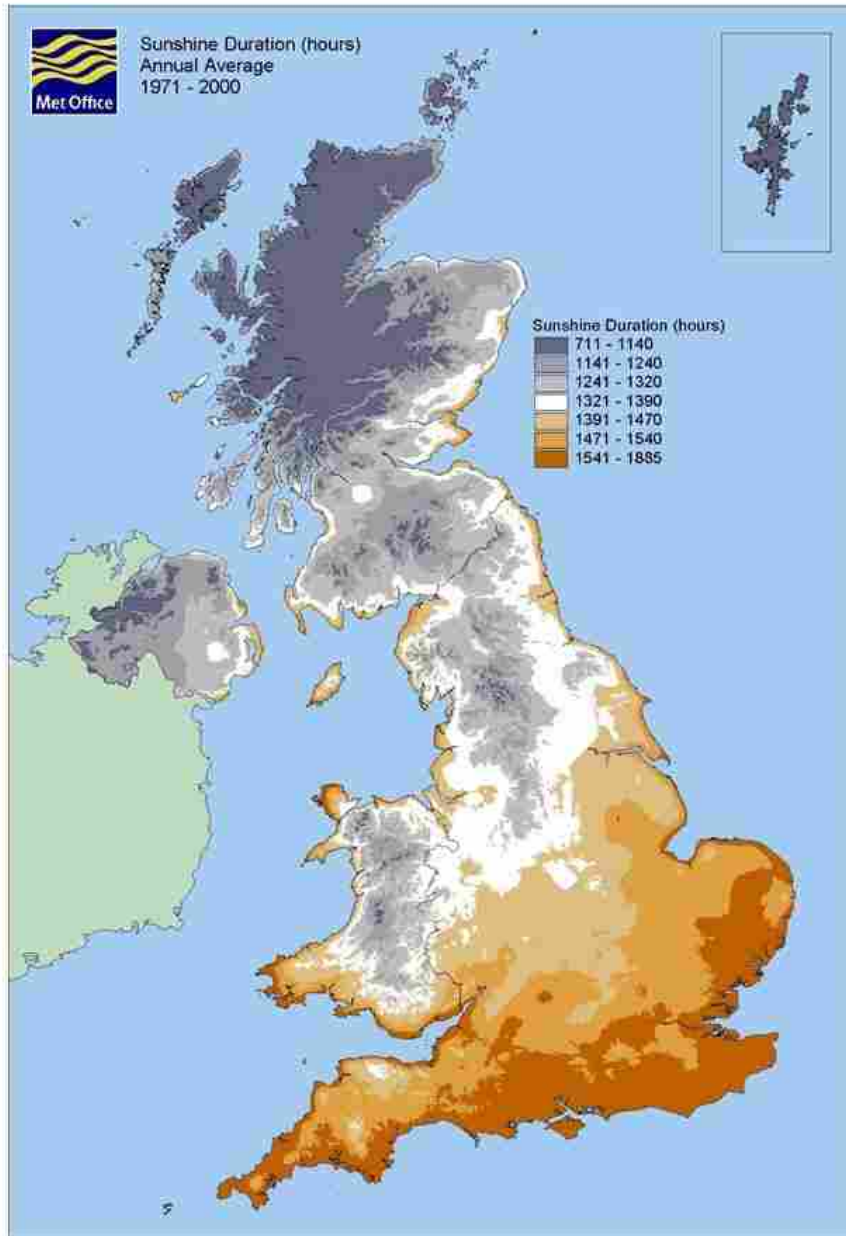 Met Office
Sunshine Duration (hours)
Annual Average
1971 - 2000
Sunshine Duration (hours)
711 - 1140
1141 - 1240
1241 - 1320
1321 - 1390
1391 - 1470
1471 - 1540
1541 - 1885